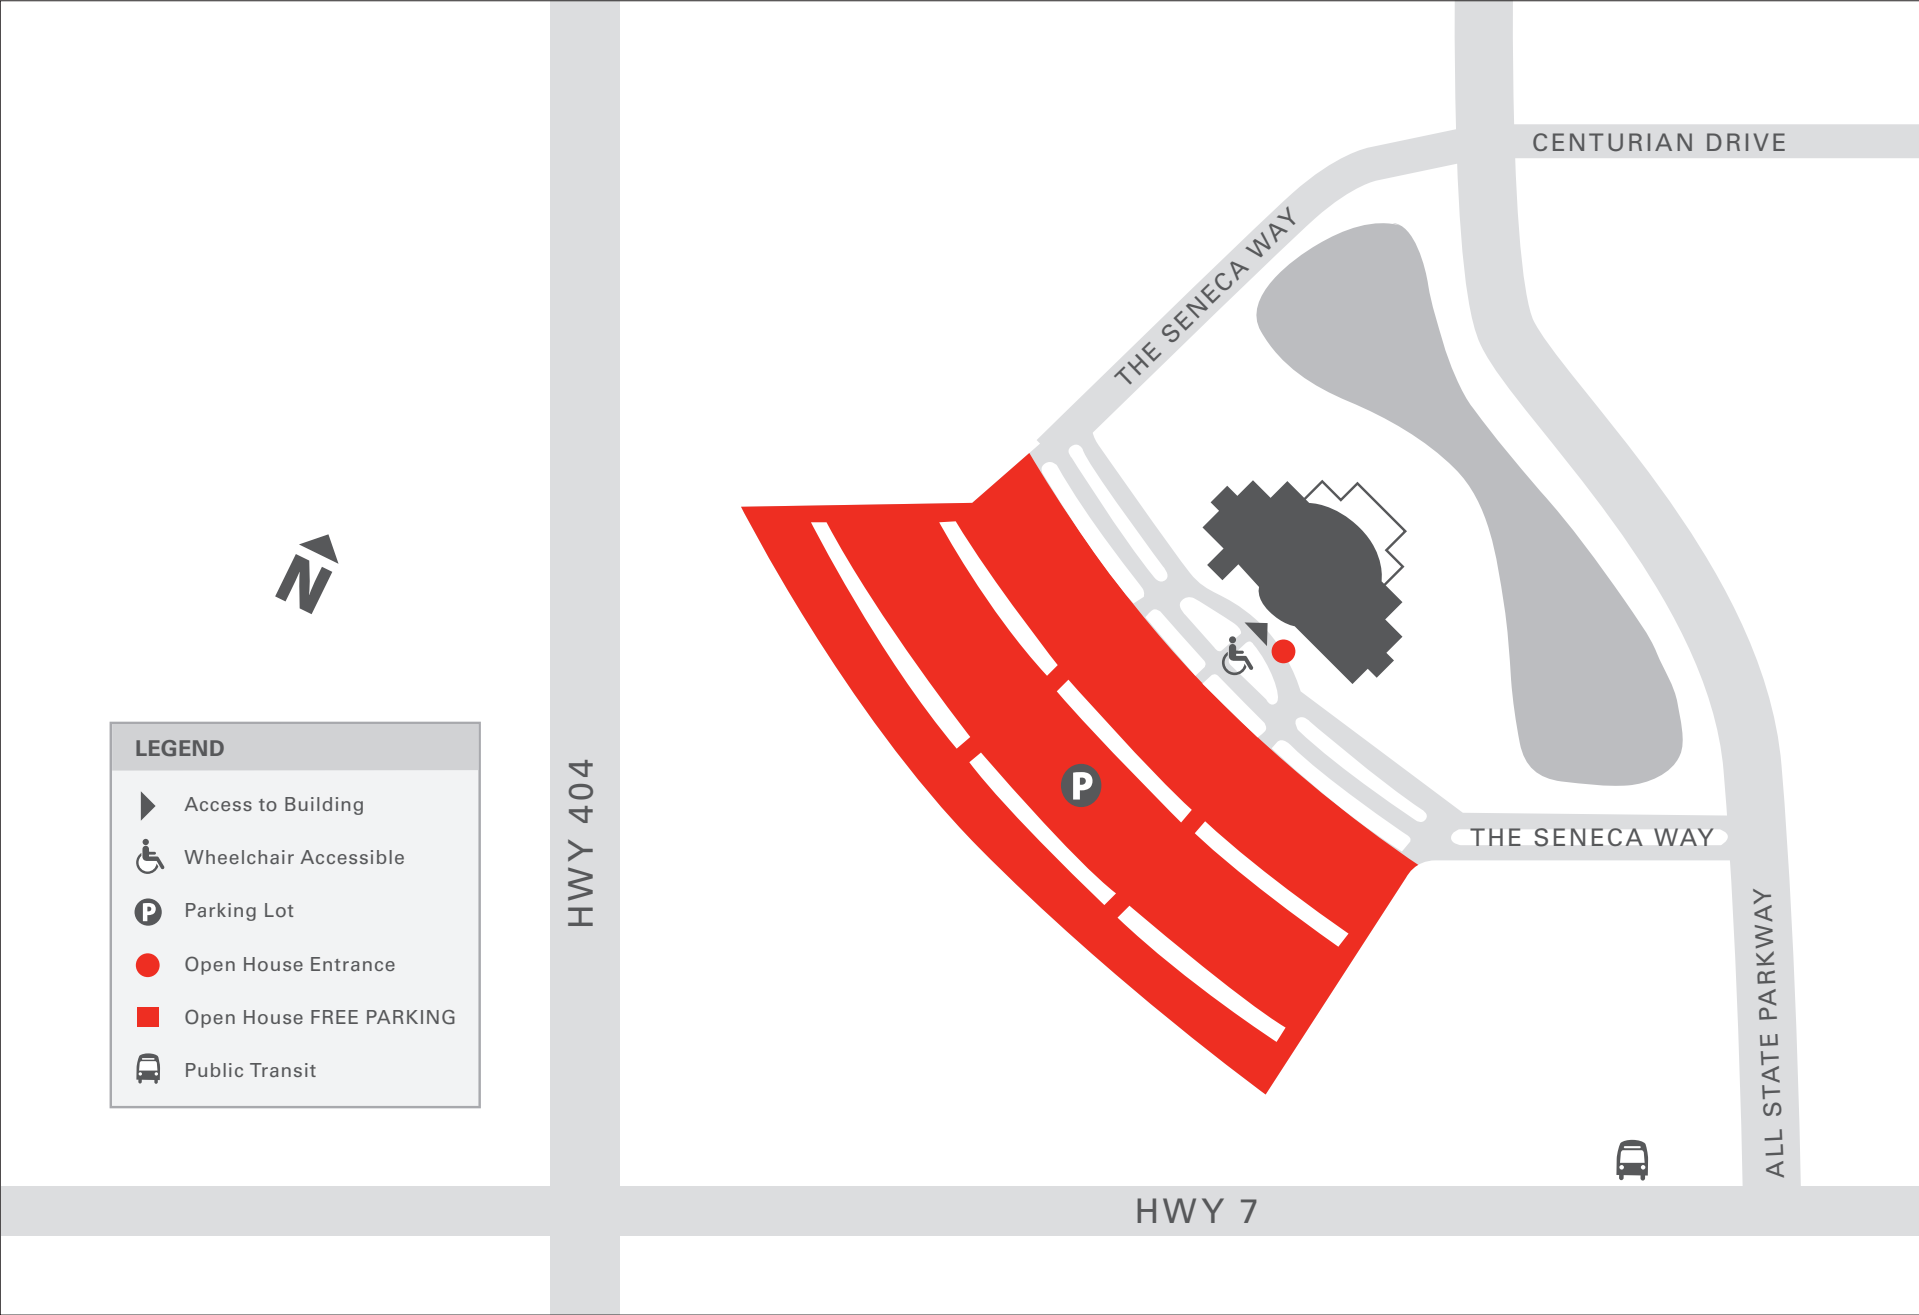 CENTURIAN DRIVE
THE SENECA WAY
N
LEGEND
Access to Building
Wheelchair Accessible
P Parking Lot
Open House Entrance
Open House FREE PARKING
Public Transit
HWY 404
P
THE SENECA WAY
ALL STATE PARKWAY
HWY 7